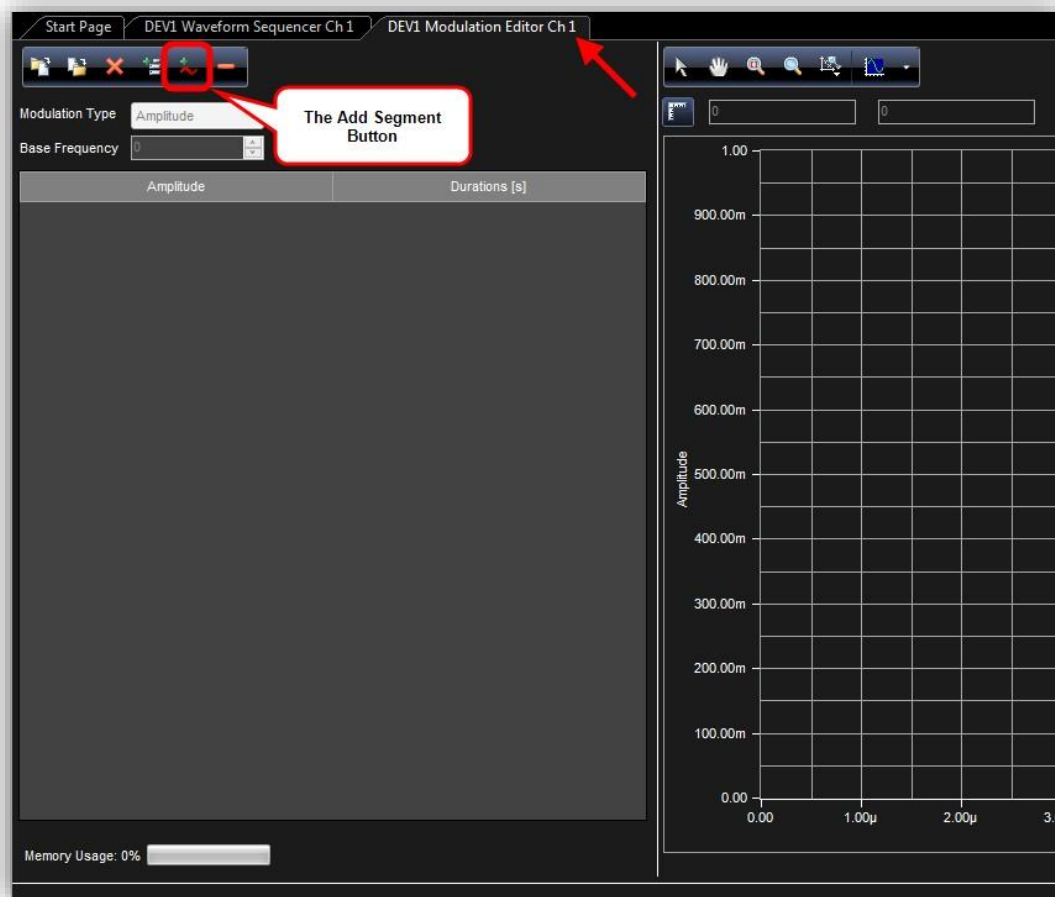 Start Page DEV1 Waveform Sequencer Ch 1 DEV1 Modulation Editor Ch 1
The Add Segment
Button
Modulation Type Amplitude
Base Frequency 0
Amplitude Durations [s]
Memory Usage: 0%
0 0
1.00
900.00m
800.00m
700.00m
600.00m
Amplitude
500.00m
400.00m
300.00m
200.00m
100.00m
0.00
0.00 1.00µ 2.00µ 3.